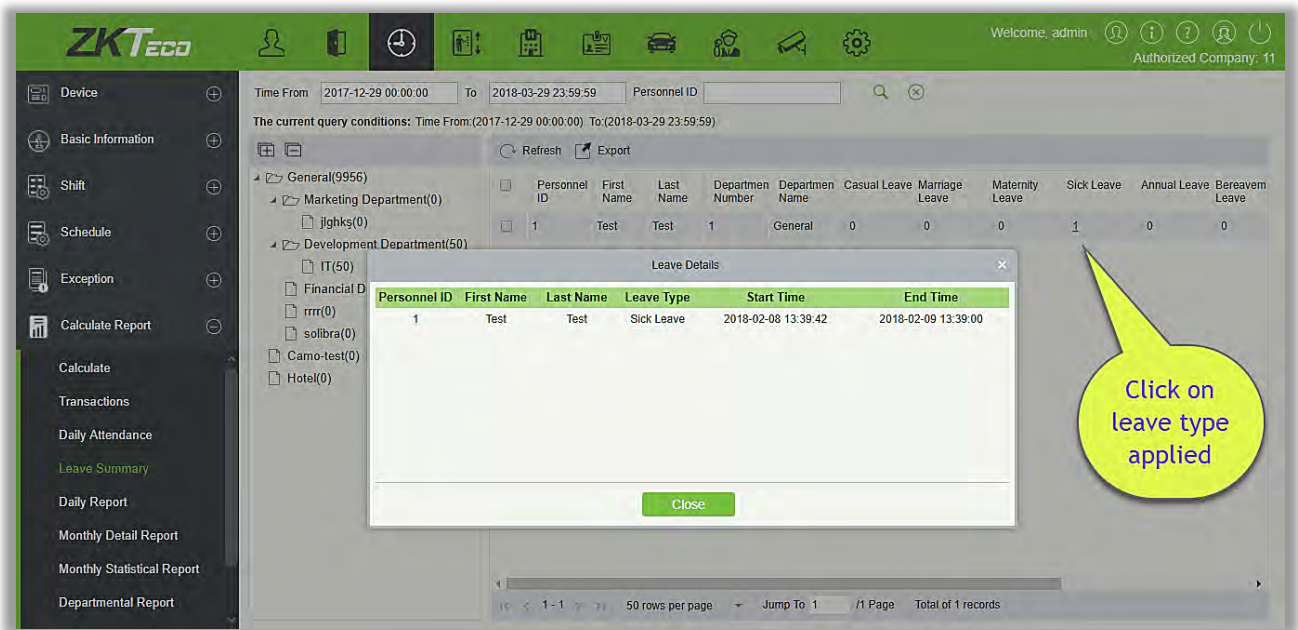 ZKTeco
Welcome, admin
Authorized Company: 11
Device
Basic Information
Shift
Schedule
Exception
Calculate Report
Calculate
Transactions
Daily Attendance
Leave Summary
Daily Report
Monthly Detail Report
Monthly Statistical Report
Departmental Report
Time From 2017-12-29 00:00:00 To 2018-03-29 23:59:59 Personnel ID
The current query conditions: Time From:(2017-12-29 00:00:00) To:(2018-03-29 23:59:59)
General(9956)
Marketing Department(0)
jlghks(0)
Development Department(50)
IT(50)
Financial D
rrrr(0)
solibra(0)
Camo-test(0)
Hotel(0)
Refresh Export
Personnel ID First Name Last Name Departmen Number Departmen Name Casual Leave Marriage Leave Maternity Leave Sick Leave Annual Leave Bereavem Leave
1 Test Test 1 General 0 0 0 1 0 0
Leave Details
Personnel ID First Name Last Name Leave Type Start Time End Time
1 Test Test Sick Leave 2018-02-08 13:39:42 2018-02-09 13:39:00
Close
Click on
leave type
applied
1-1 50 rows per page Jump To 1 /1 Page Total of 1 records